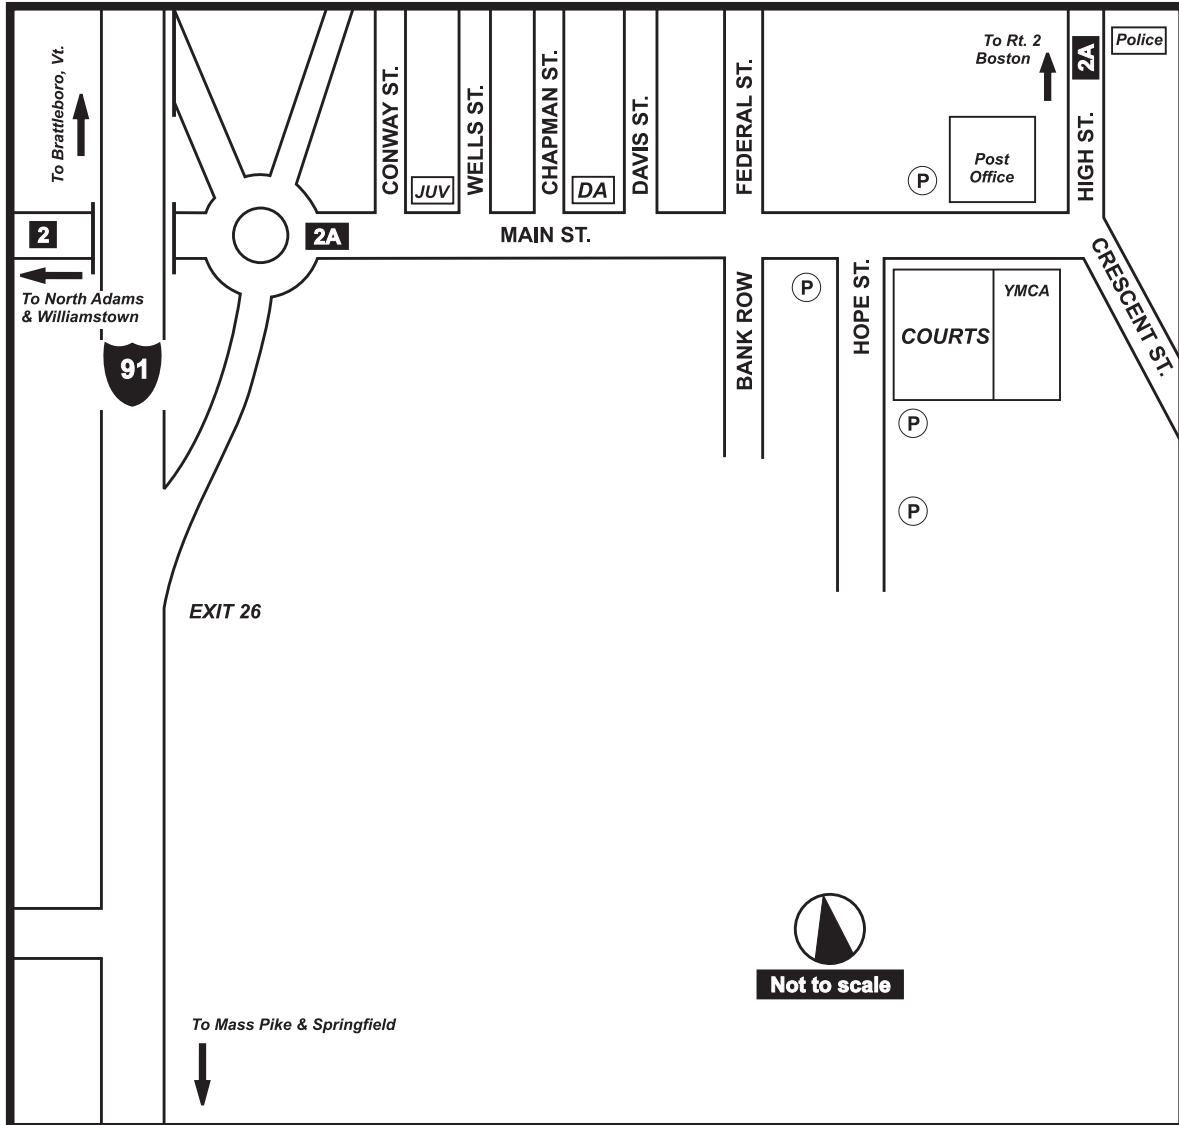 To Brattleboro, Vt.
CONWAY ST.
WELLS ST.
CHAPMAN ST.
DAVIS ST.
FEDERAL ST.
To Rt. 2
Boston
2A
Police
HIGH ST.
JUV
DA
P
Post
Office
2
2A
MAIN ST.
CRESCENT ST.
To North Adams
& Williamstown
BANK ROW
P
HOPE ST.
COURTS
YMCA
91
P
P
EXIT 26
Not to scale
To Mass Pike & Springfield